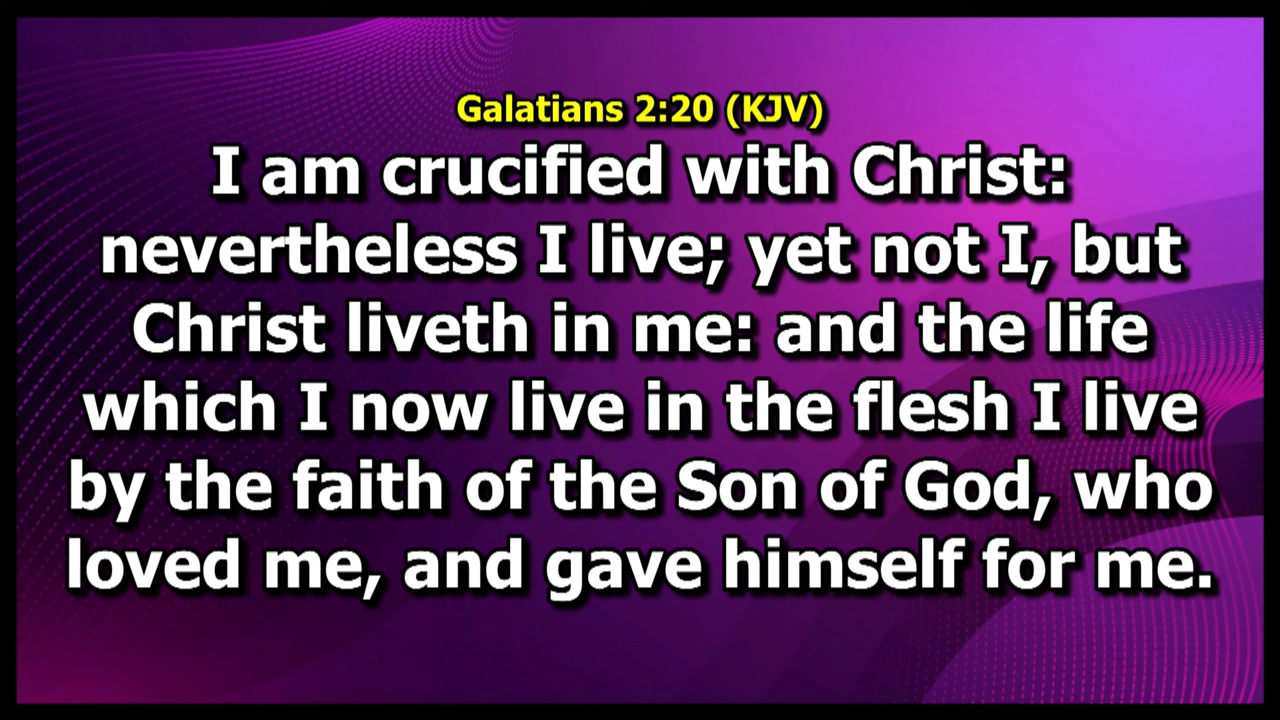 Galatians 2:20 (KJV)
I am crucified with Christ:
nevertheless I live; yet not I, but
Christ liveth in me: and the life
which I now live in the flesh I live
by the faith of the Son of God, who
loved me, and gave himself for me.